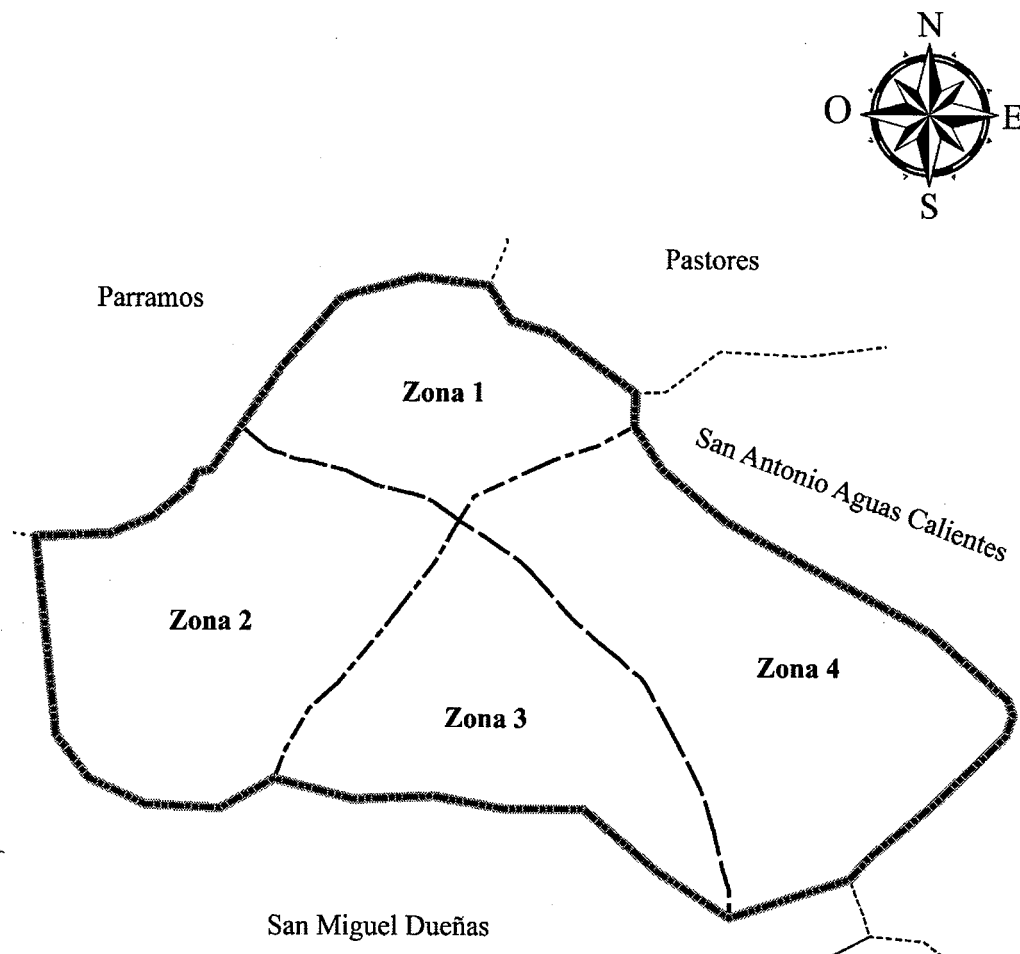 N
O
E
S
Pastores
Parramos
Zona 1
San Antonio Aguas Calientes
Zona 2
Zona 4
Zona 3
San Miguel Dueñas